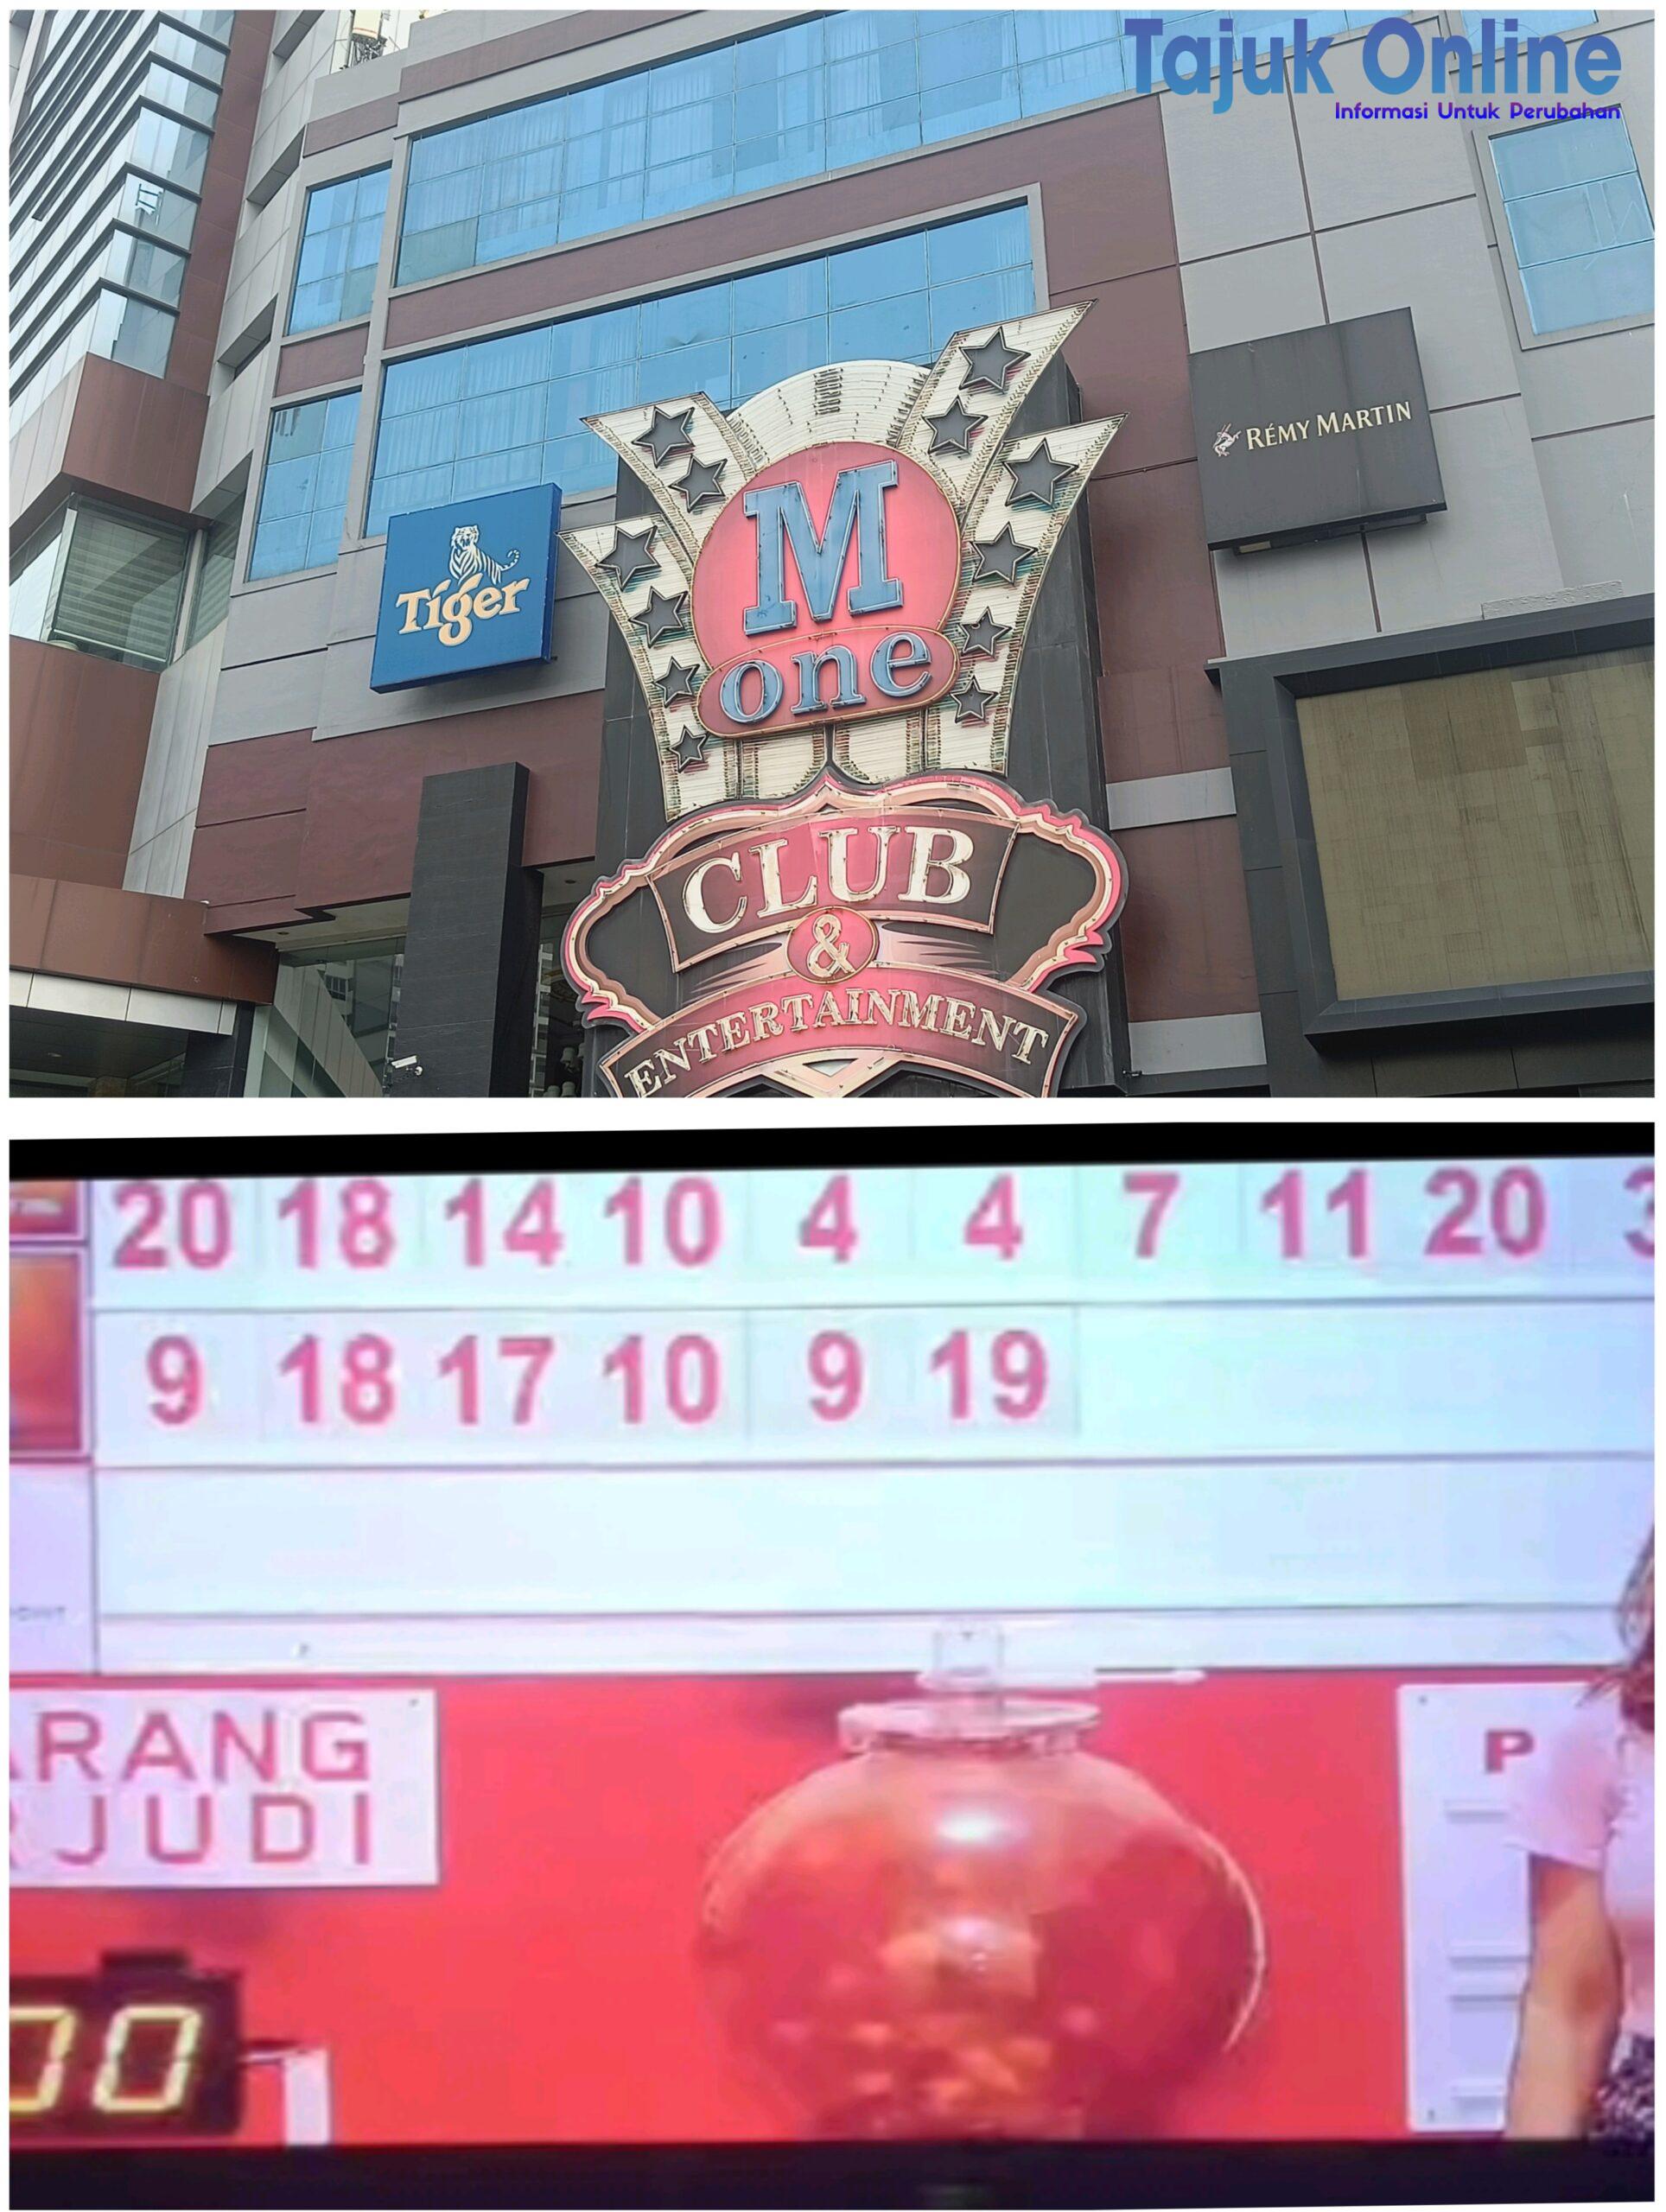 Tajuk Online
Informasi Untuk Perubahan
RÉMY MARTIN
Tiger
M
one
CLUB
&
ENTERTAINMENT
20 18 14 10 4 4 7 11 20
9 18 17 10 9 19
ARANG
JUDI
P
00